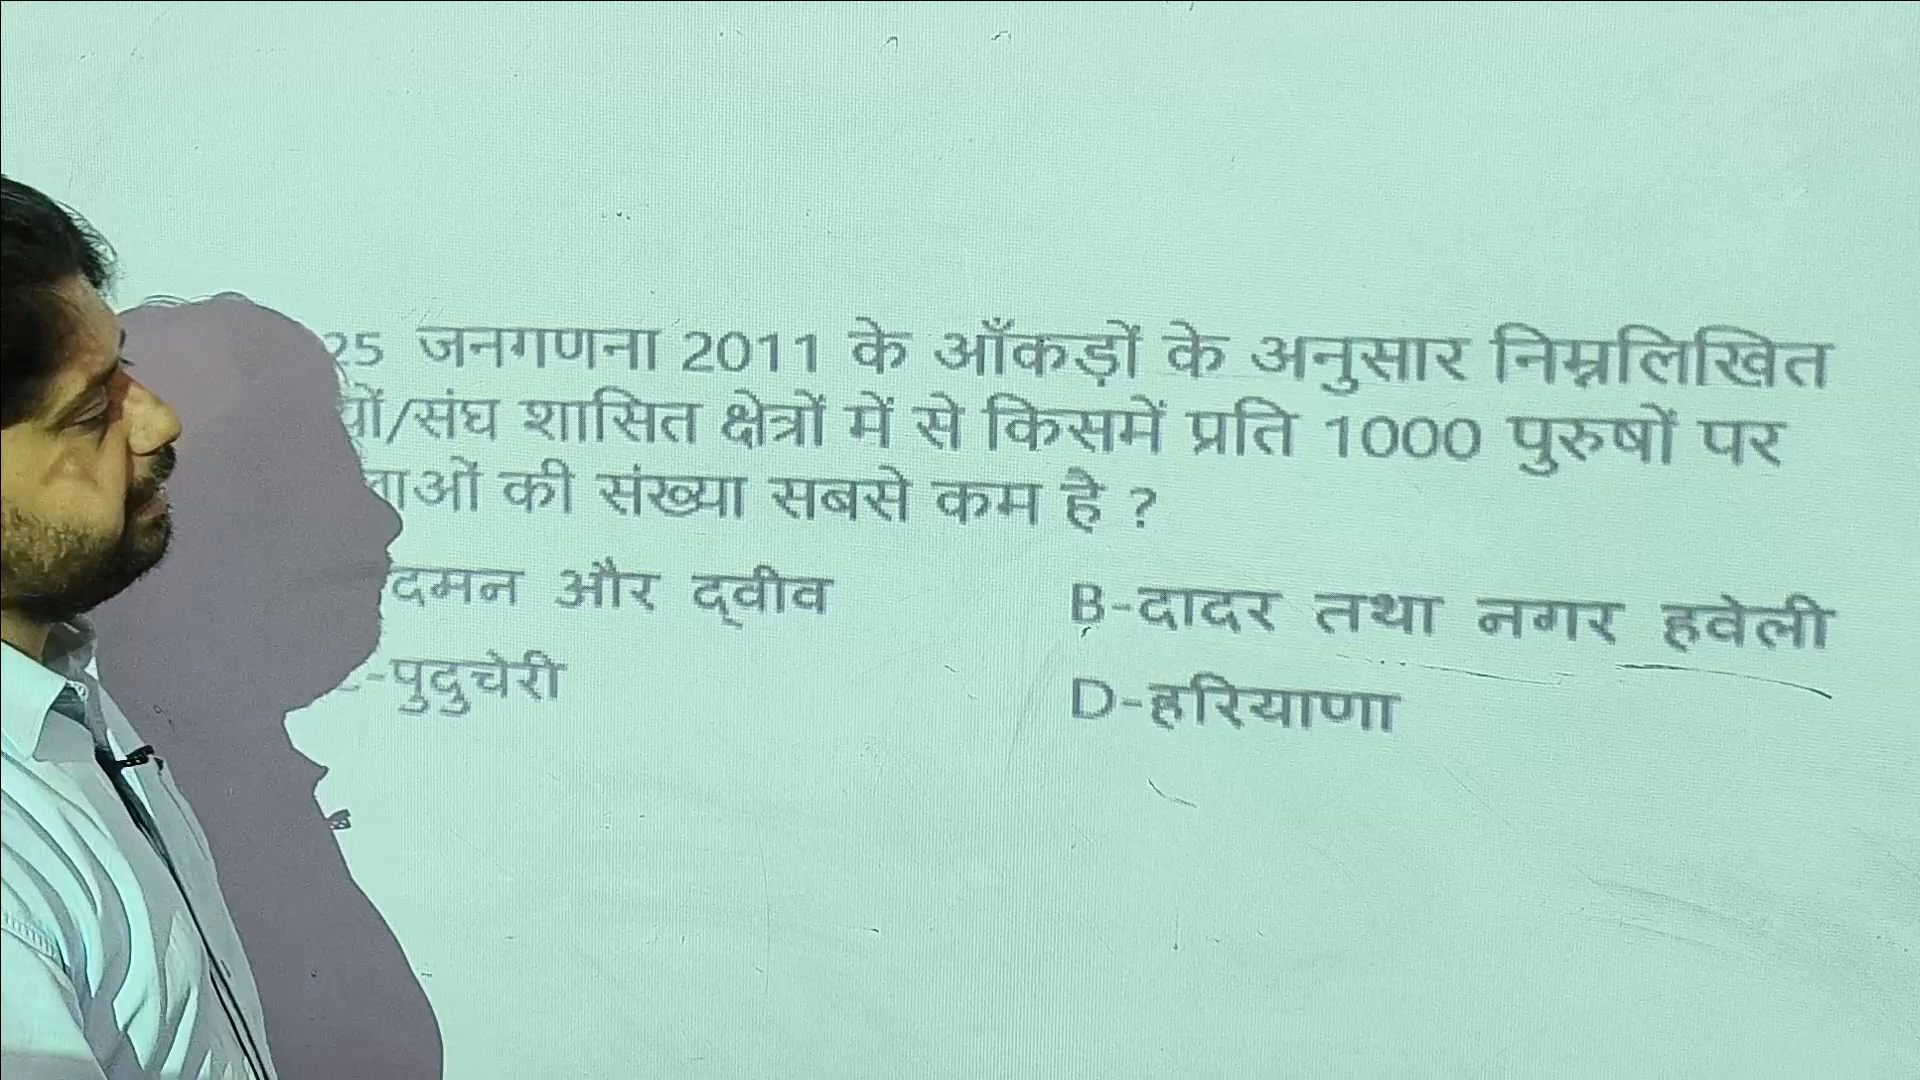 25 जनगणना 2011 के आँकड़ों के अनुसार निम्नलिखित
/संघ शासित क्षेत्रों में से किसमें प्रति 1000 पुरुषों पर
की संख्या सबसे कम है ?
दमन और द्वीव
B-दादर तथा नगर हवेली
-पुदुचेरी
D-हरियाणा